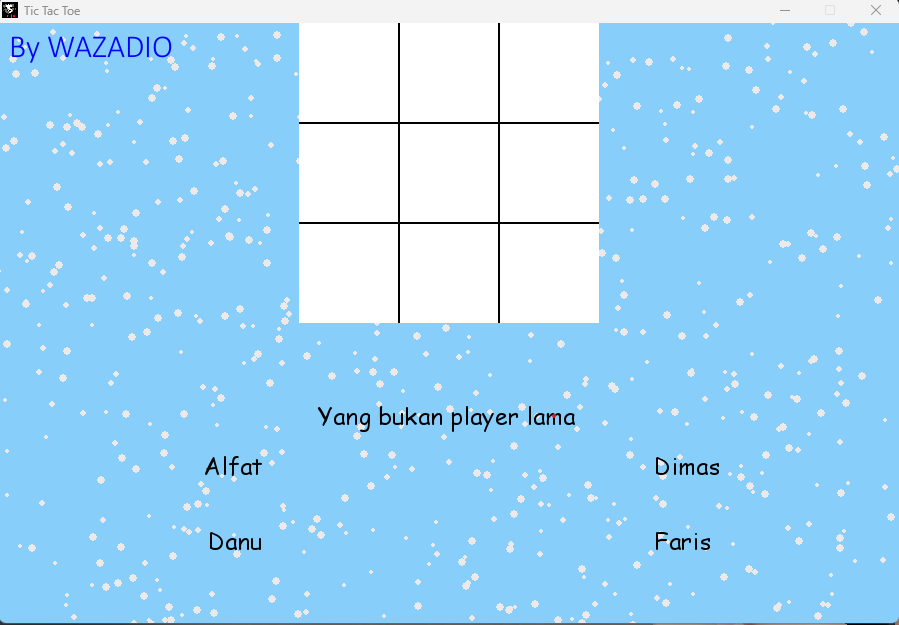 Tic Tac Toe
By WAZADIO
Yang bukan player lama
Alfat
Dimas
Danu
Faris